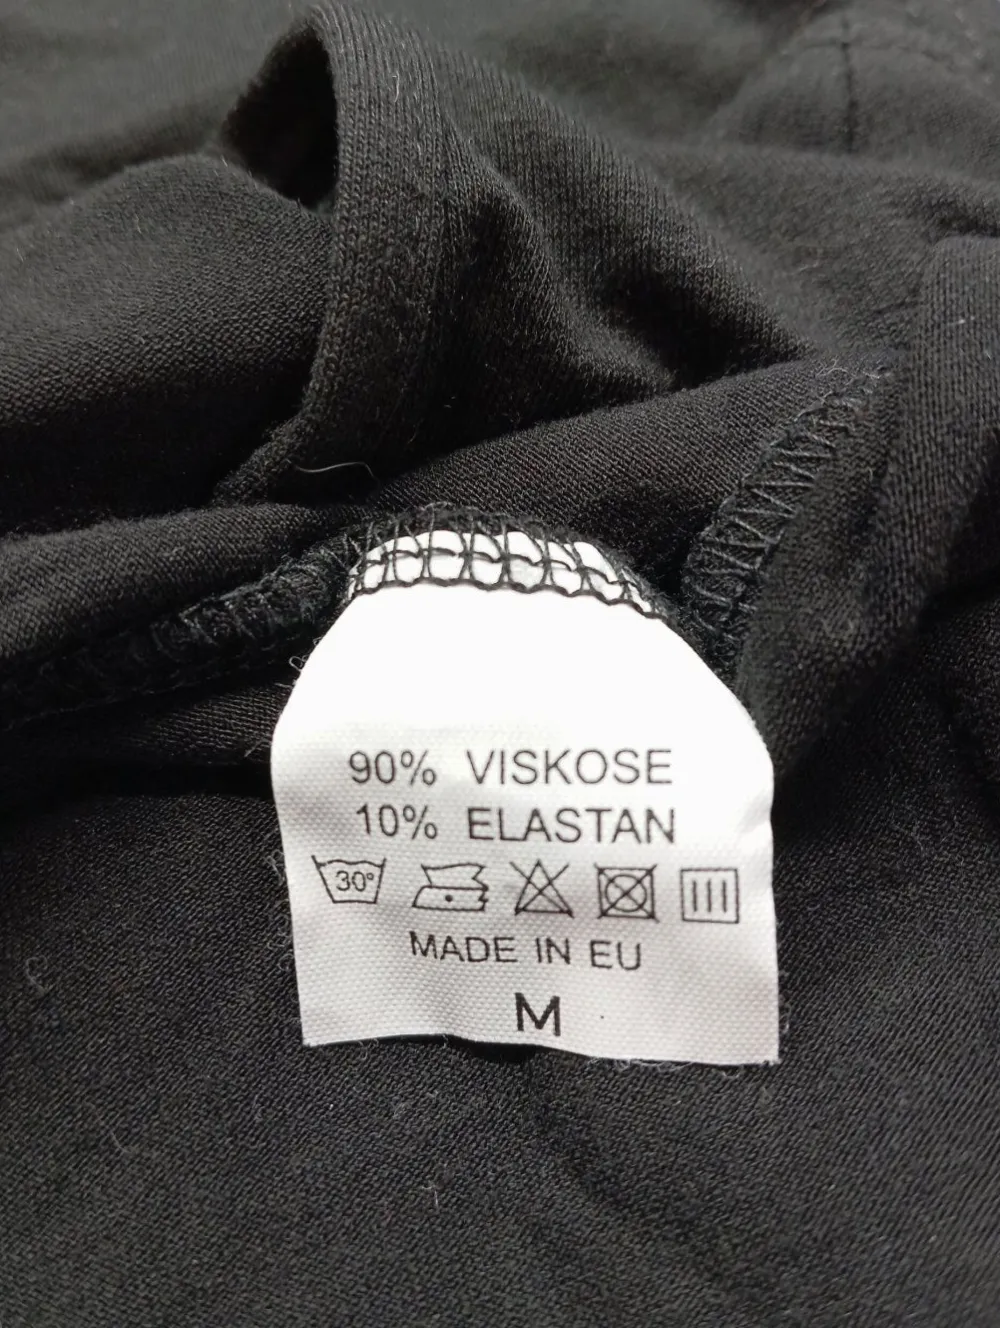 90% VISKOSE
10% ELASTAN
30°
MADE IN EU
M